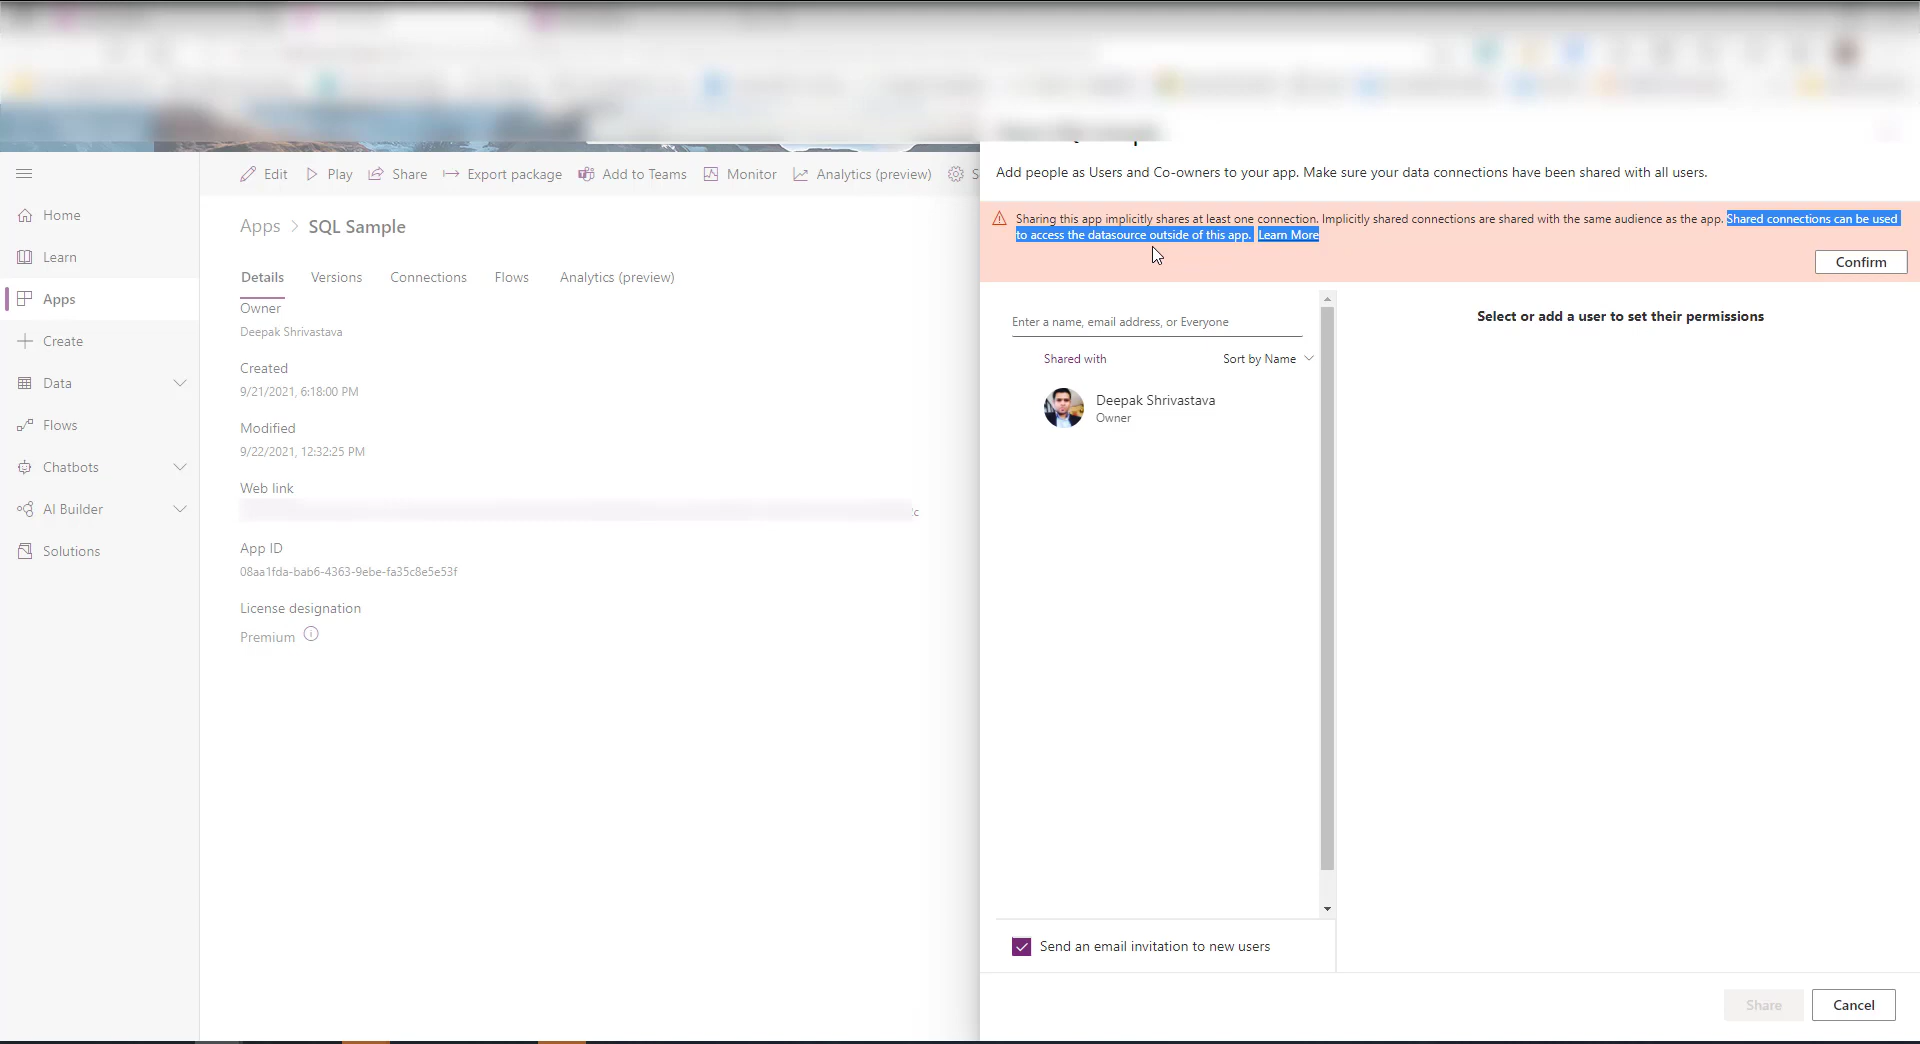 Edit
Play
Share
Export package
Add to Teams
Monitor
Analytics (preview)
S
Home
Learn
Apps
Create
Data
Flows
Chatbots
AI Builder
Solutions
Apps > SQL Sample
Details
Versions
Connections
Flows
Analytics (preview)
Owner
Deepak Shrivastava
Created
9/21/2021, 6:18:00 PM
Modified
9/22/2021, 12:32:25 PM
Web link
App ID
08aa1fda-bab6-4363-9ebe-fa35c8e5e53f
License designation
Premium
Add people as Users and Co-owners to your app. Make sure your data connections have been shared with all users.
Sharing this app implicitly shares at least one connection. Implicitly shared connections are shared with the same audience as the app. Shared connections can be used
to access the datasource outside of this app. Learn More
Confirm
Enter a name, email address, or Everyone
Shared with
Sort by Name
Deepak Shrivastava
Owner
Select or add a user to set their permissions
Send an email invitation to new users
Share
Cancel